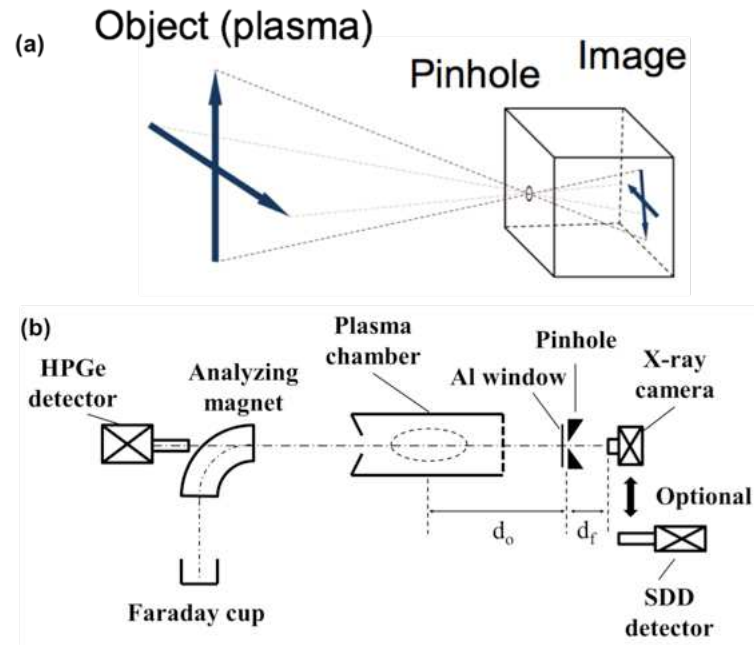 (a)
Object (plasma)
Pinhole
Image
(b)
HPGe
detector
Analyzing
magnet
Plasma
chamber
Al window
Pinhole
X-ray
camera
Optional
d₀
d_f
Faraday cup
SDD
detector